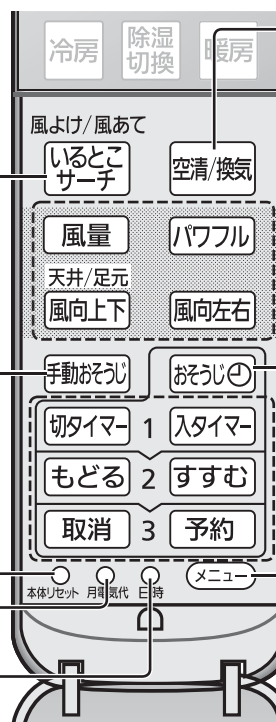 冷房
除湿
切換
暖房
風よけ/風あて
いるとこ
サーチ
空清/換気
風量
パワフル
天井/足元
風向上下
風向左右
手動おそうじ
おそうじ
切タイマー
1
入タイマー
もどる
2
すすむ
取消
3
予約
メニュー
本体リセット
月電気代
日時